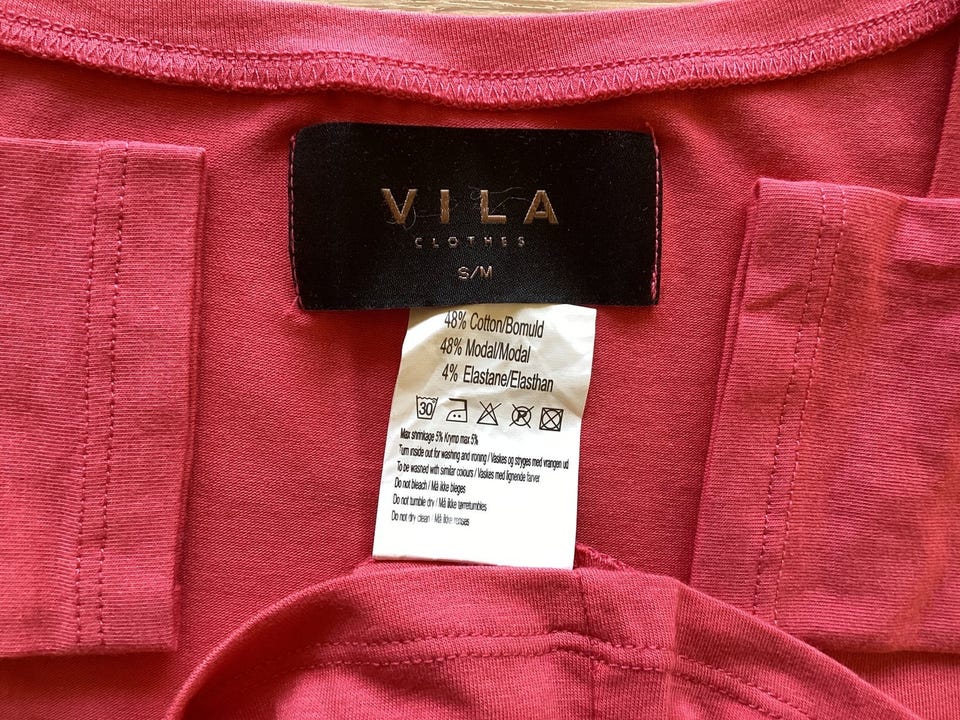 VILA
CLOTHES
S/M
48% Cotton/Bomuld
48% Modal/Modal
4% Elastane/Elasthan
30
Max shrinkage 5% Krymp max 5%
Turn inside out for washing and ironing / Vaskes og stryges med vrangen ud
To be washed with similar colours / Vaskes med lignende farver
Do not bleach / Må ikke bleges
Do not tumble dry / Må ikke tørretumbles
Do not dry clean / Må ikke renses